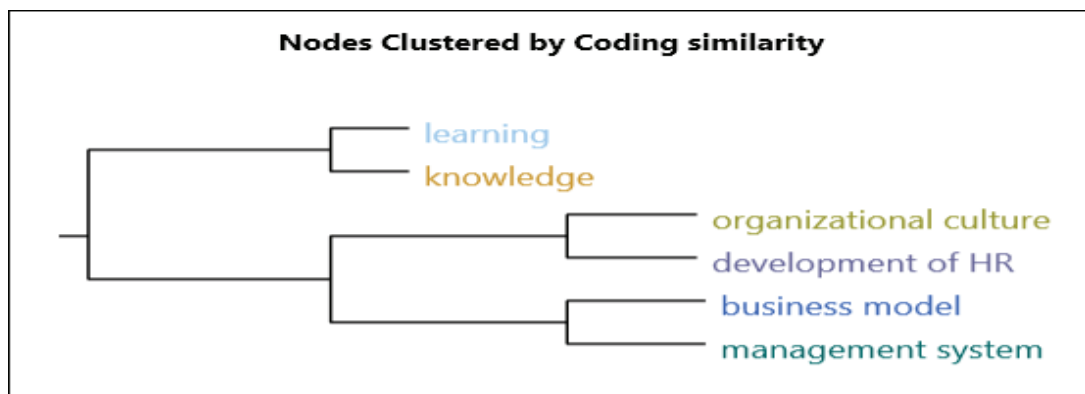 Nodes Clustered by Coding similarity
learning
knowledge
organizational culture
development of HR
business model
management system